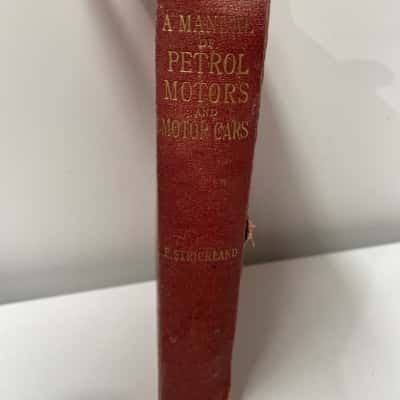 A MANUAL
OF
PETROL
MOTORS
AND
MOTOR CARS
F. STRICKLAND